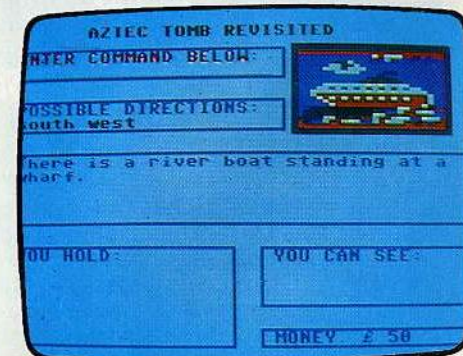 AZTEC TOMB REVISITED
NTER COMMAND BELOW:
OSSIBLE DIRECTIONS:
outh west
here is a river boat standing at a
wharf.
OU HOLD:
YOU CAN SEE:
MONEY £ 50